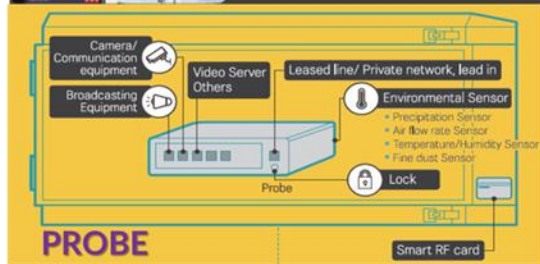 Camera/
Communication
equipment
Broadcasting
Equipment
Video Server
Others
Leased line/ Private network, lead in
Environmental Sensor
• Precipitation Sensor
• Air flow rate Sensor
• Temperature/Humidity Sensor
• Fine dust Sensor
Probe
Lock
PROBE
Smart RF card